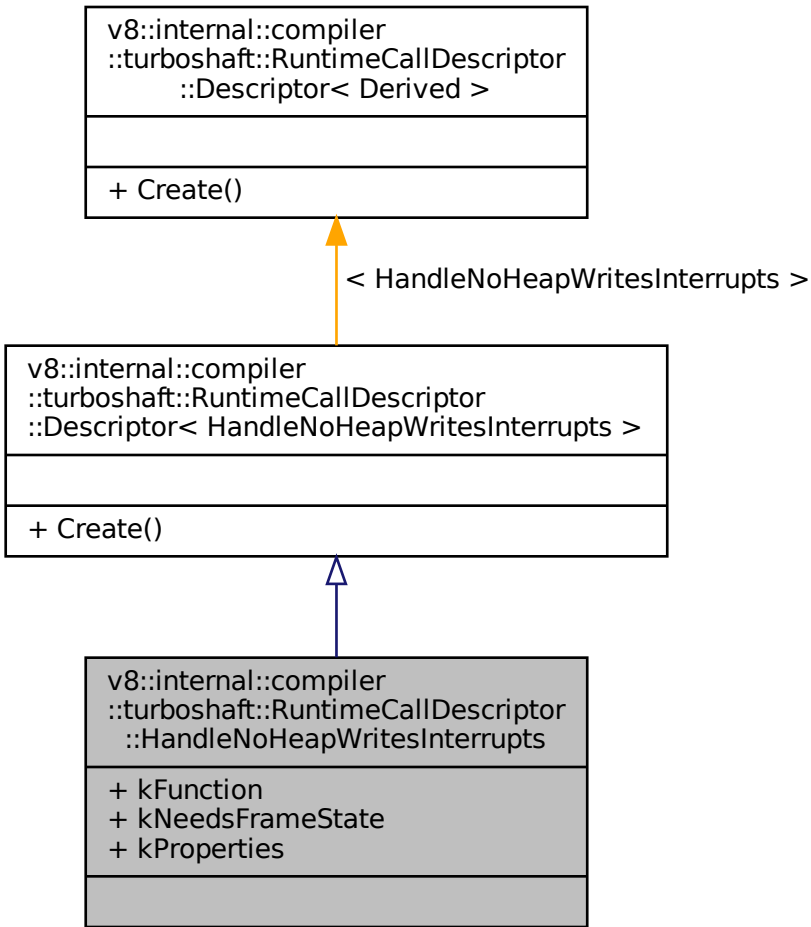 v8::internal::compiler
::turboshaft::RuntimeCallDescriptor
::Descriptor< Derived >
+ Create()
< HandleNoHeapWritesInterrupts >
v8::internal::compiler
::turboshaft::RuntimeCallDescriptor
::Descriptor< HandleNoHeapWritesInterrupts >
+ Create()
v8::internal::compiler
::turboshaft::RuntimeCallDescriptor
::HandleNoHeapWritesInterrupts
+ kFunction
+ kNeedsFrameState
+ kProperties